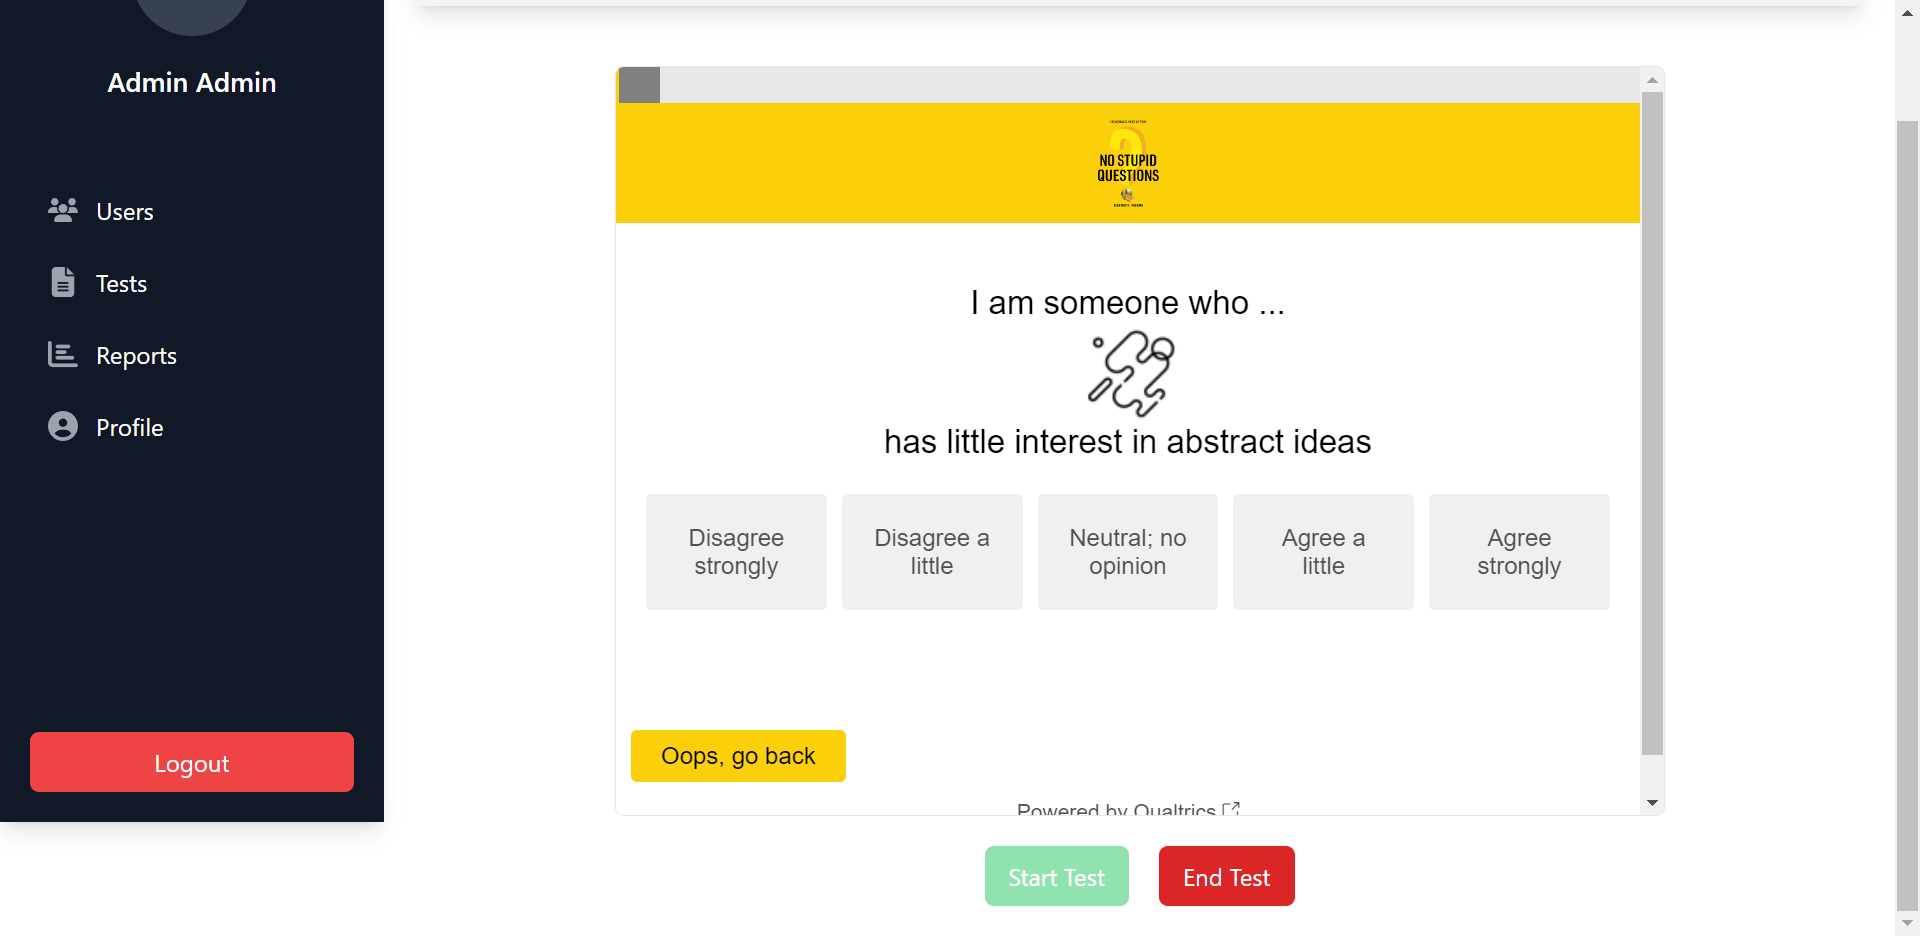 Admin Admin
Users
Tests
Reports
Profile
Logout
NO STUPID
QUESTIONS
I am someone who ...
has little interest in abstract ideas
Disagree
strongly
Disagree a
little
Neutral; no
opinion
Agree a
little
Agree
strongly
Oops, go back
Powered by Qualtrics
Start Test
End Test